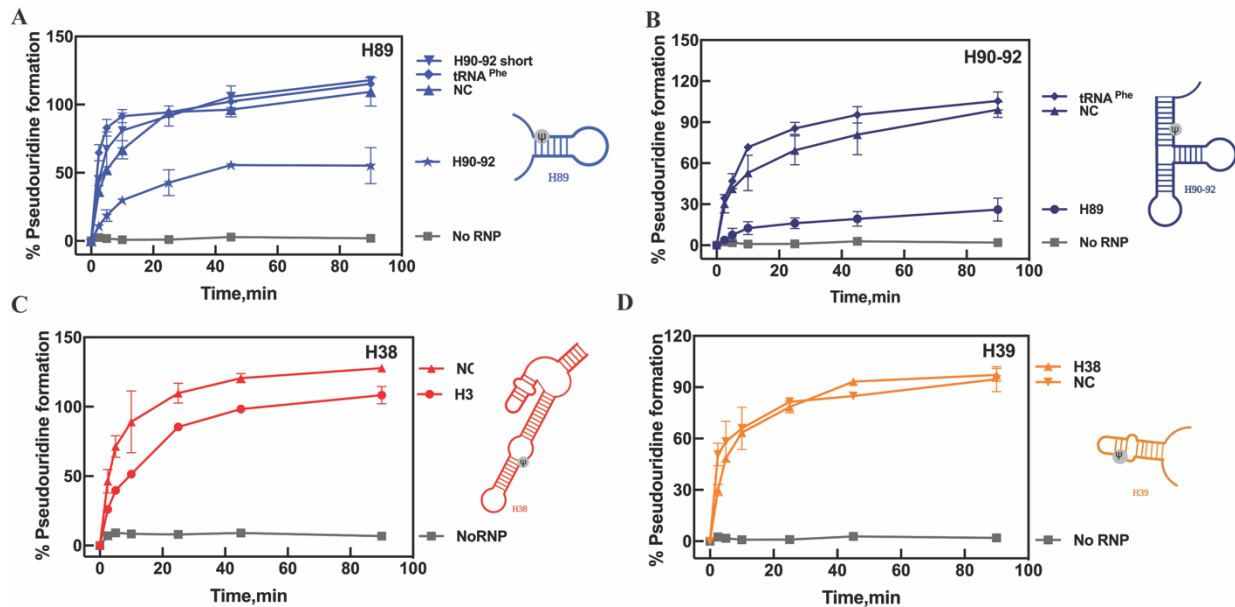 A
% Pseudouridine formation
150
100
50
0
0 20 40 60 80 100
Time,min
H89
H90-92 short
tRNA Phe
NC
H90-92
No RNP
ψ
H89
B
% Pseudouridine formation
150
120
90
60
30
0
0 20 40 60 80 100
Time,min
H90-92
tRNA Phe
NC
H89
No RNP
ψ
H90-92
C
% Pseudouridine formation
150
100
50
0
0 20 40 60 80 100
Time,min
H38
NC
H3
NoRNP
ψ
H38
D
% Pseudouridine formation
120
90
60
30
0
0 20 40 60 80 100
Time,min
H39
H38
NC
No RNP
ψ
H39